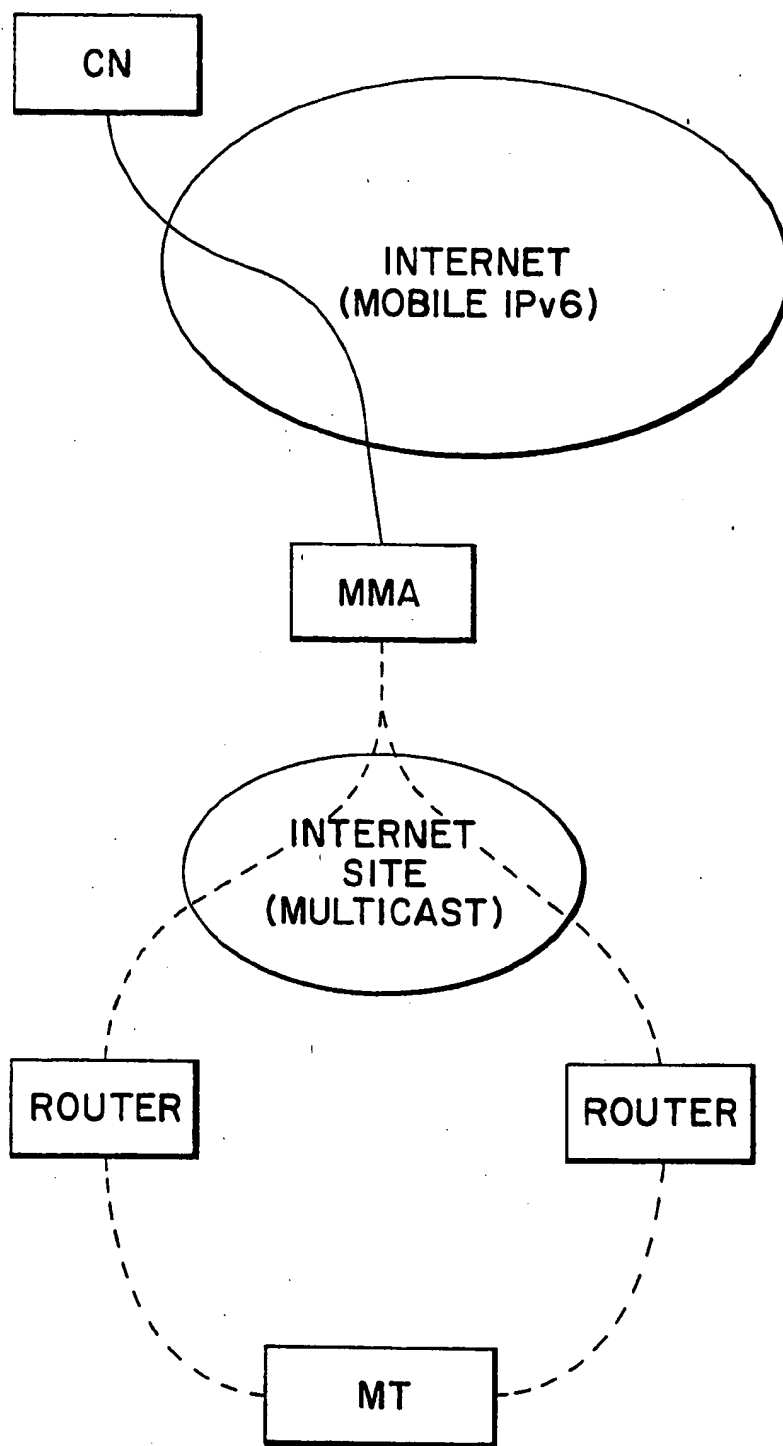 CN
INTERNET
(MOBILE IPv6)
MMA
INTERNET
SITE
(MULTICAST)
ROUTER
ROUTER
MT